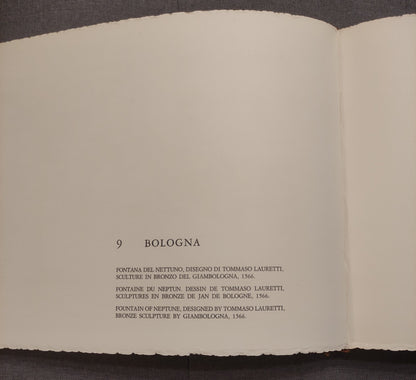 9 BOLOGNA
FONTANA DEL NETTUNO, DISEGNO DI TOMMASO LAURETTI,
SCULTURE IN BRONZO DEL GIAMBOLOGNA, 1566.
FONTAINE DU NEPTUN. DESSIN DE TOMMASO LAURETTI,
SCULPTURES EN BRONZE DE JAN DE BOLOGNE, 1566.
FOUNTAIN OF NEPTUNE, DESIGNED BY TOMMASO LAURETTI,
BRONZE SCULPTURE BY GIAMBOLOGNA, 1566.